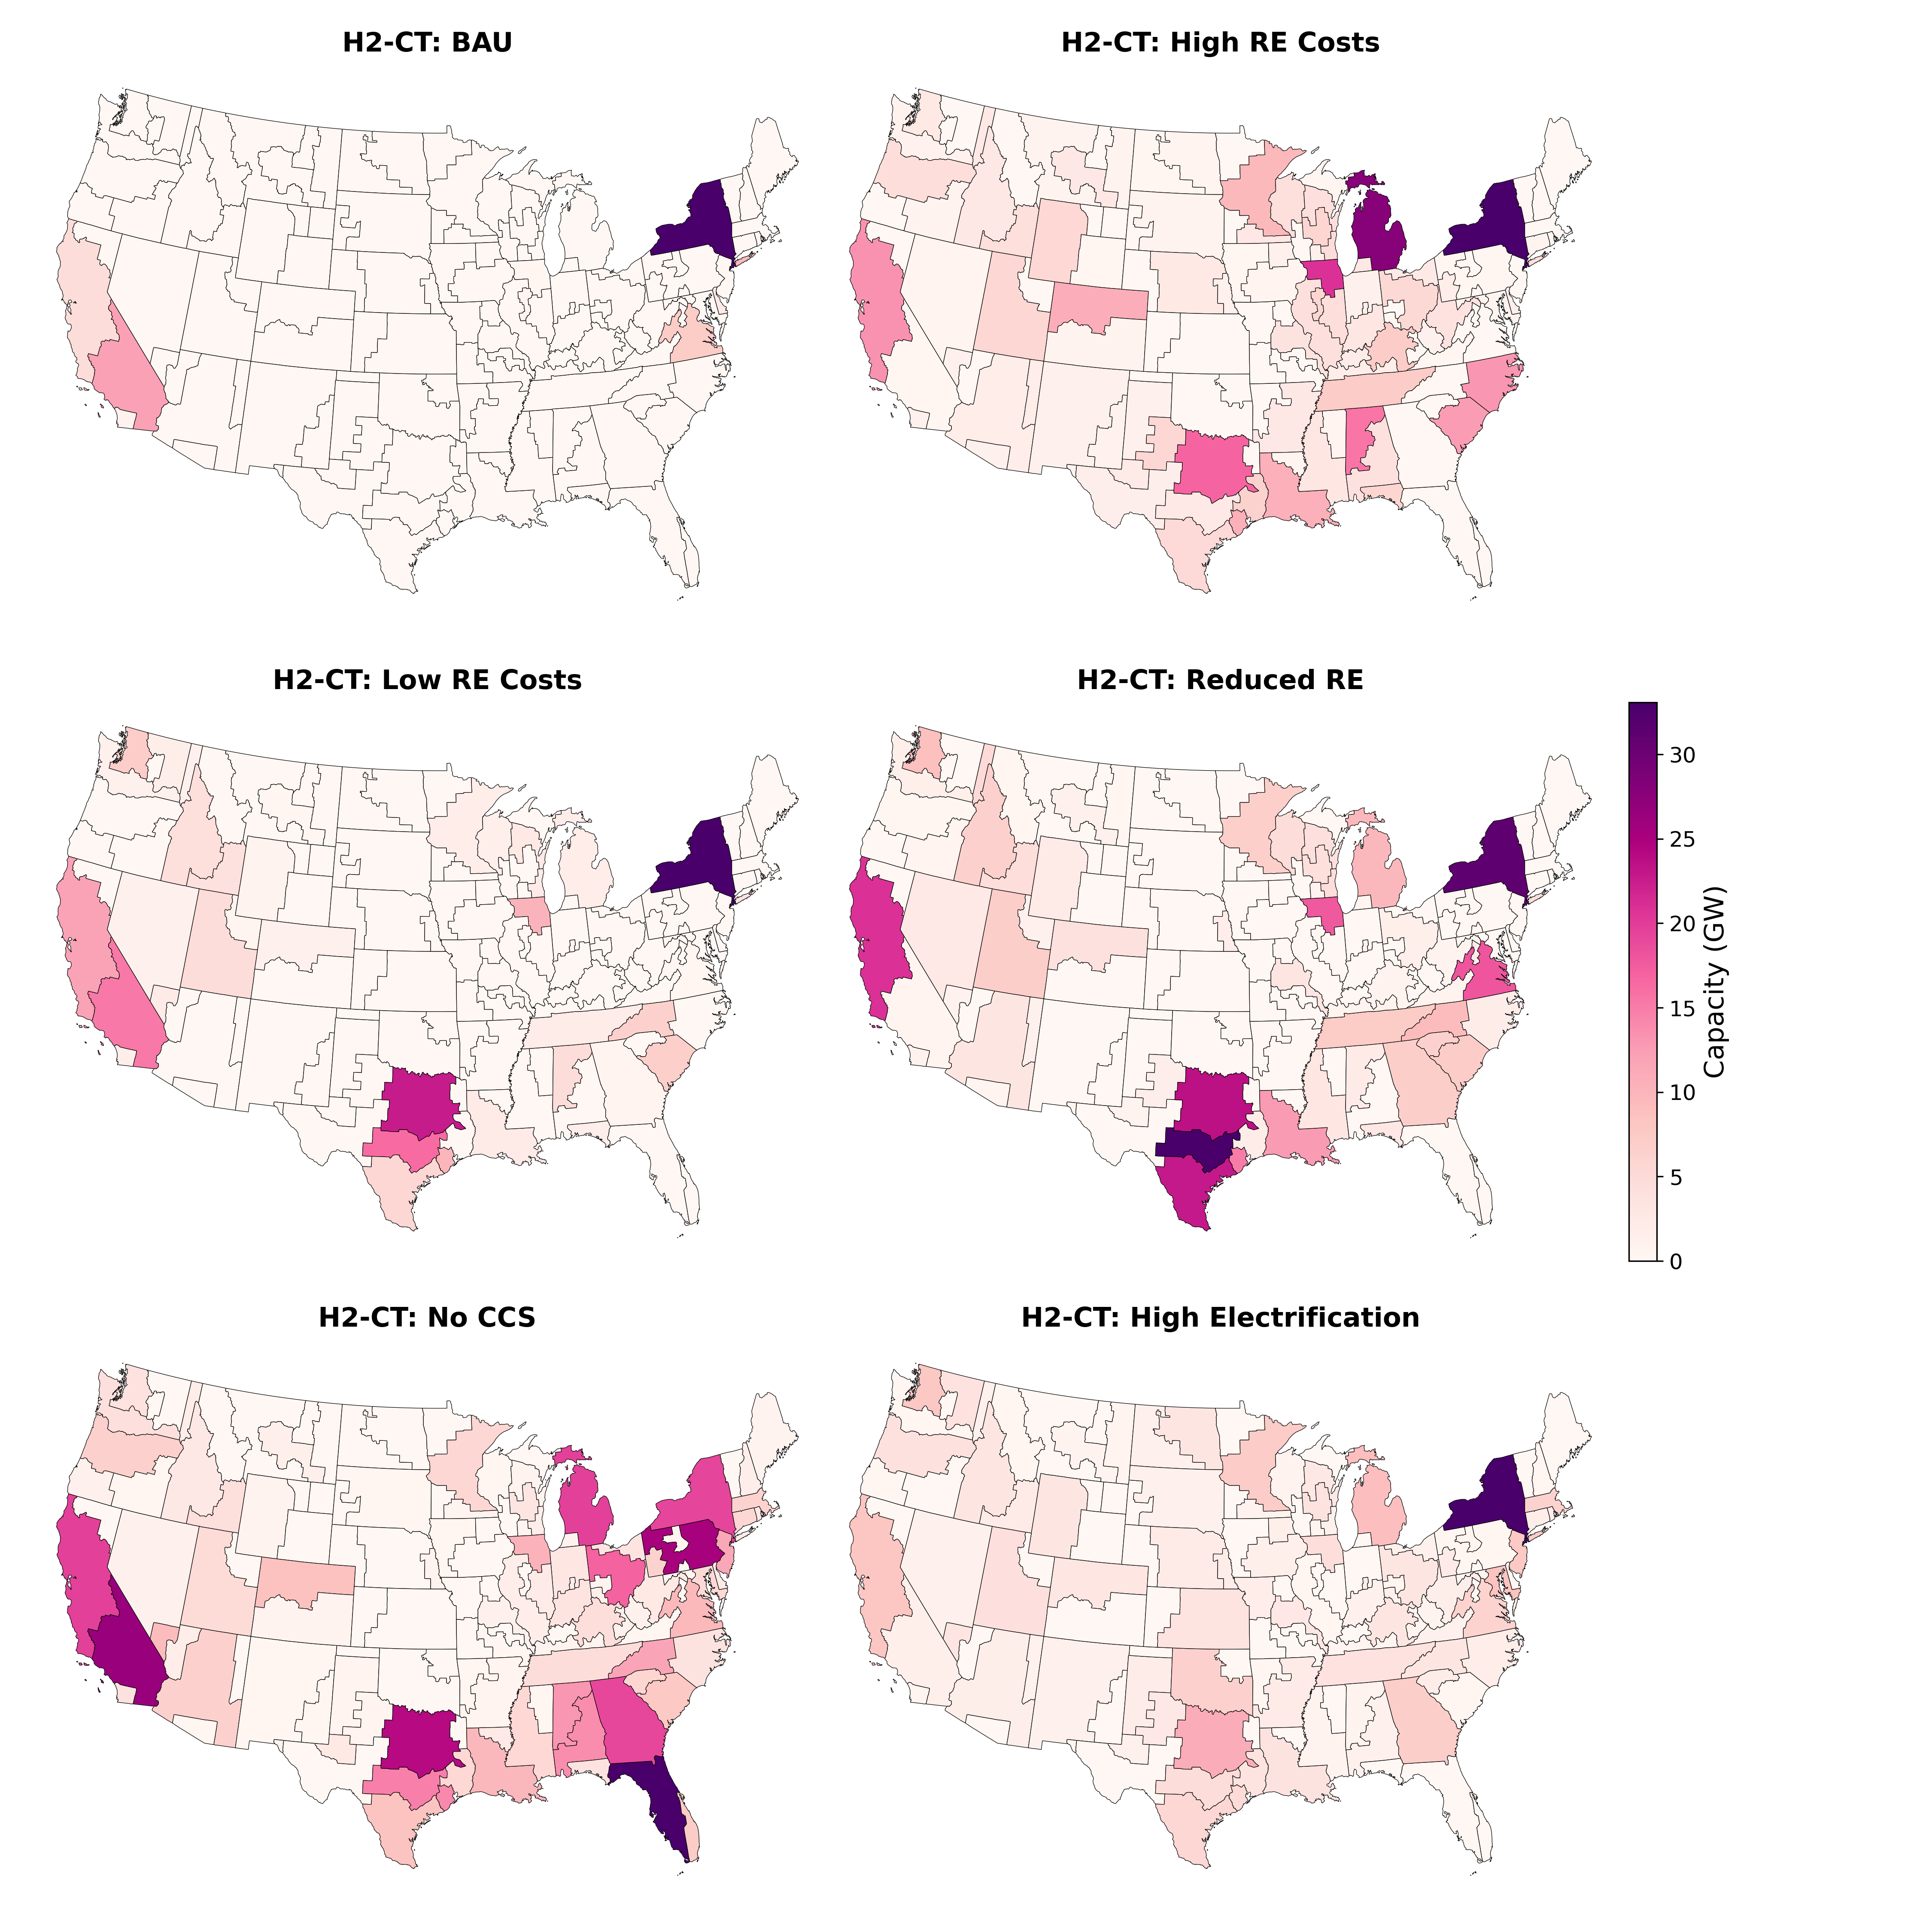 H2-CT: BAU
H2-CT: High RE Costs
H2-CT: Low RE Costs
H2-CT: Reduced RE
30
25
20
15
10
5
0
Capacity (GW)
H2-CT: No CCS
H2-CT: High Electrification